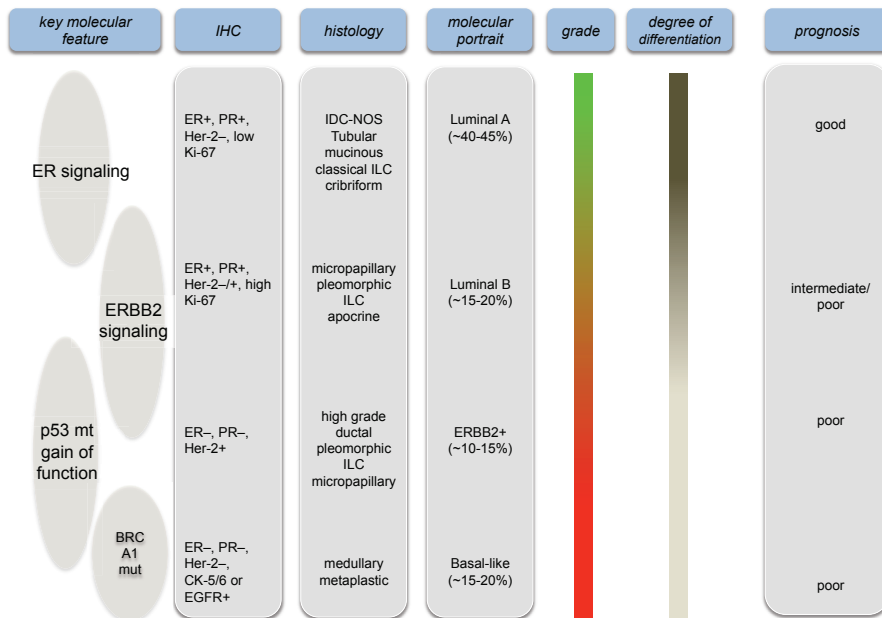 key molecular
feature
IHC
histology
molecular
portrait
grade
degree of
differentiation
prognosis
ER signaling
ERBB2
signaling
p53 mt
gain of
function
BRC
A1
mut
ER+, PR+,
Her-2–, low
Ki-67
IDC-NOS
Tubular
mucinous
classical ILC
cribriform
Luminal A
(~40-45%)
good
ER+, PR+,
Her-2–/+, high
Ki-67
micropapillary
pleomorphic
ILC
apocrine
Luminal B
(~15-20%)
intermediate/
poor
ER–, PR–,
Her-2+
high grade
ductal
pleomorphic
ILC
micropapillary
ERBB2+
(~10-15%)
poor
ER–, PR–,
Her-2–,
CK-5/6 or
EGFR+
medullary
metaplastic
Basal-like
(~15-20%)
poor